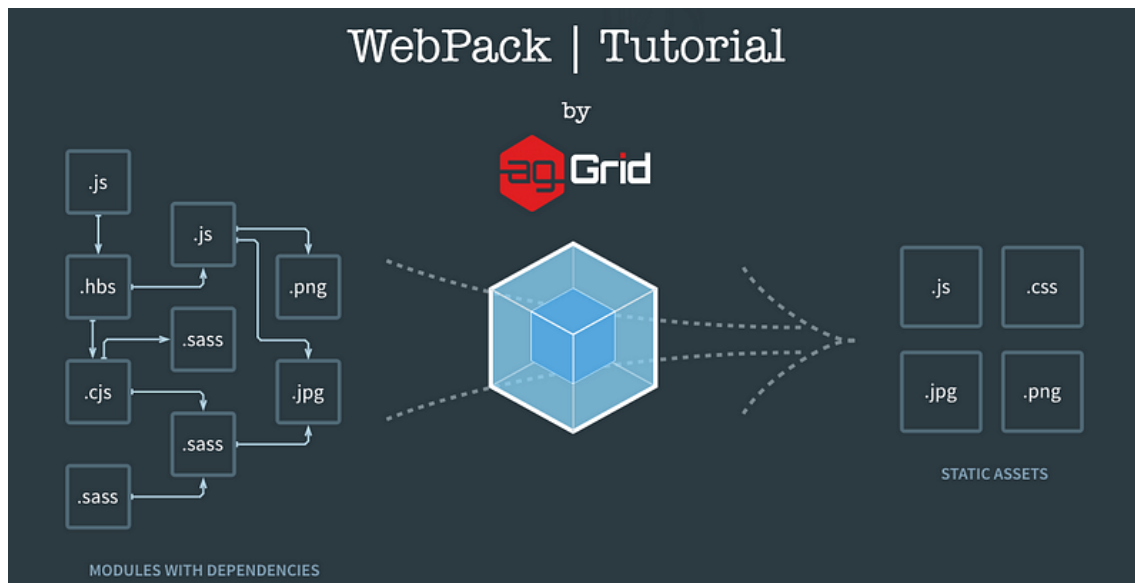 WebPack | Tutorial
by
ag Grid
.js
.js
.hbs
.png
.sass
.cjs
.jpg
.sass
.sass
MODULES WITH DEPENDENCIES
.js
.css
.jpg
.png
STATIC ASSETS